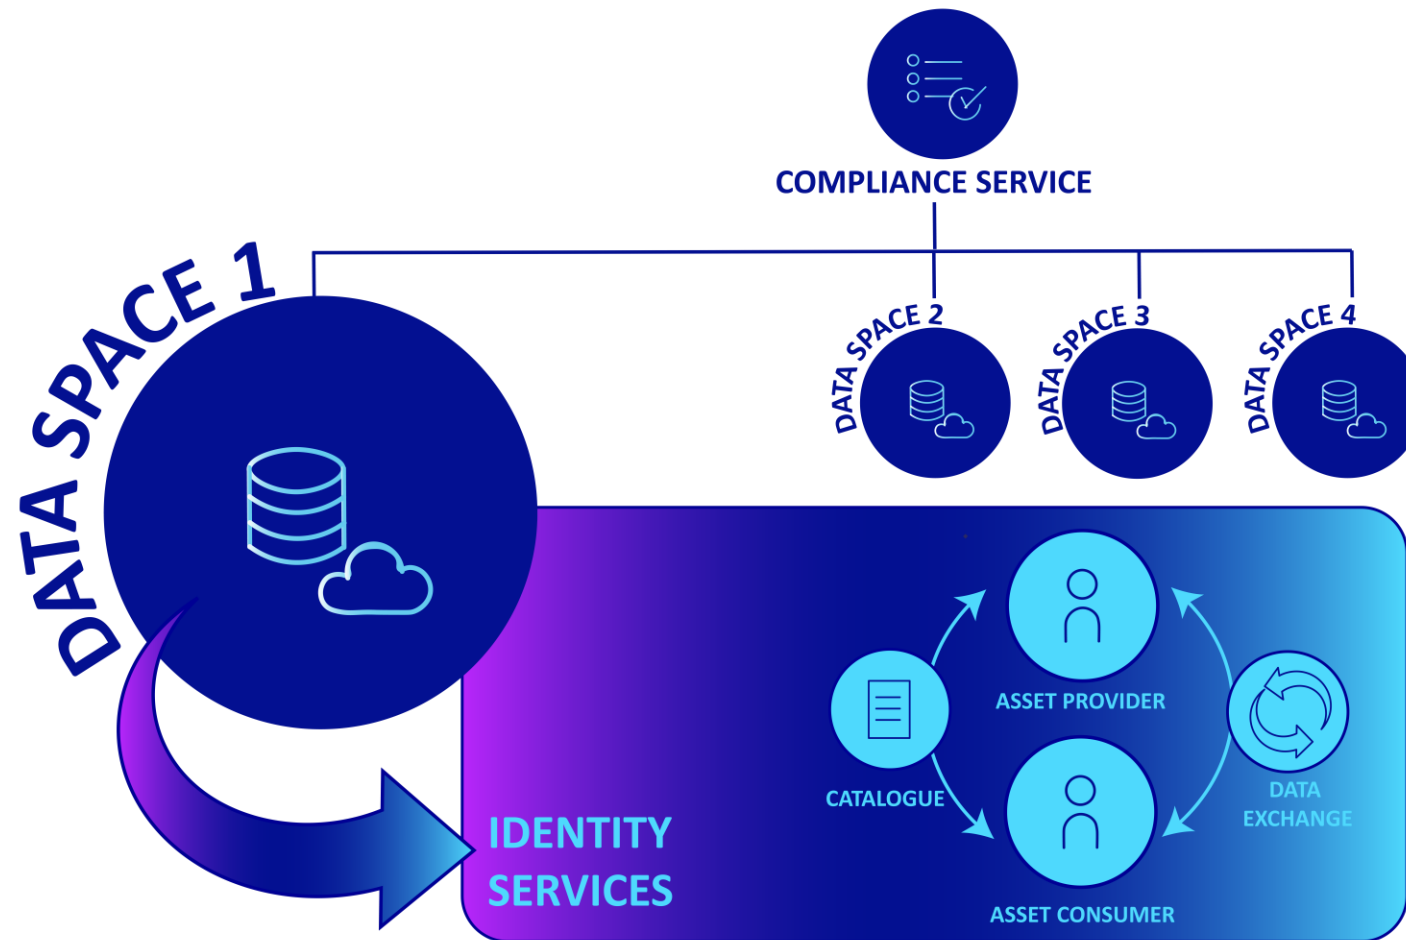 COMPLIANCE SERVICE
DATA SPACE 1
DATA SPACE 2
DATA SPACE 3
DATA SPACE 4
ASSET PROVIDER
CATALOGUE
DATA
EXCHANGE
IDENTITY
SERVICES
ASSET CONSUMER